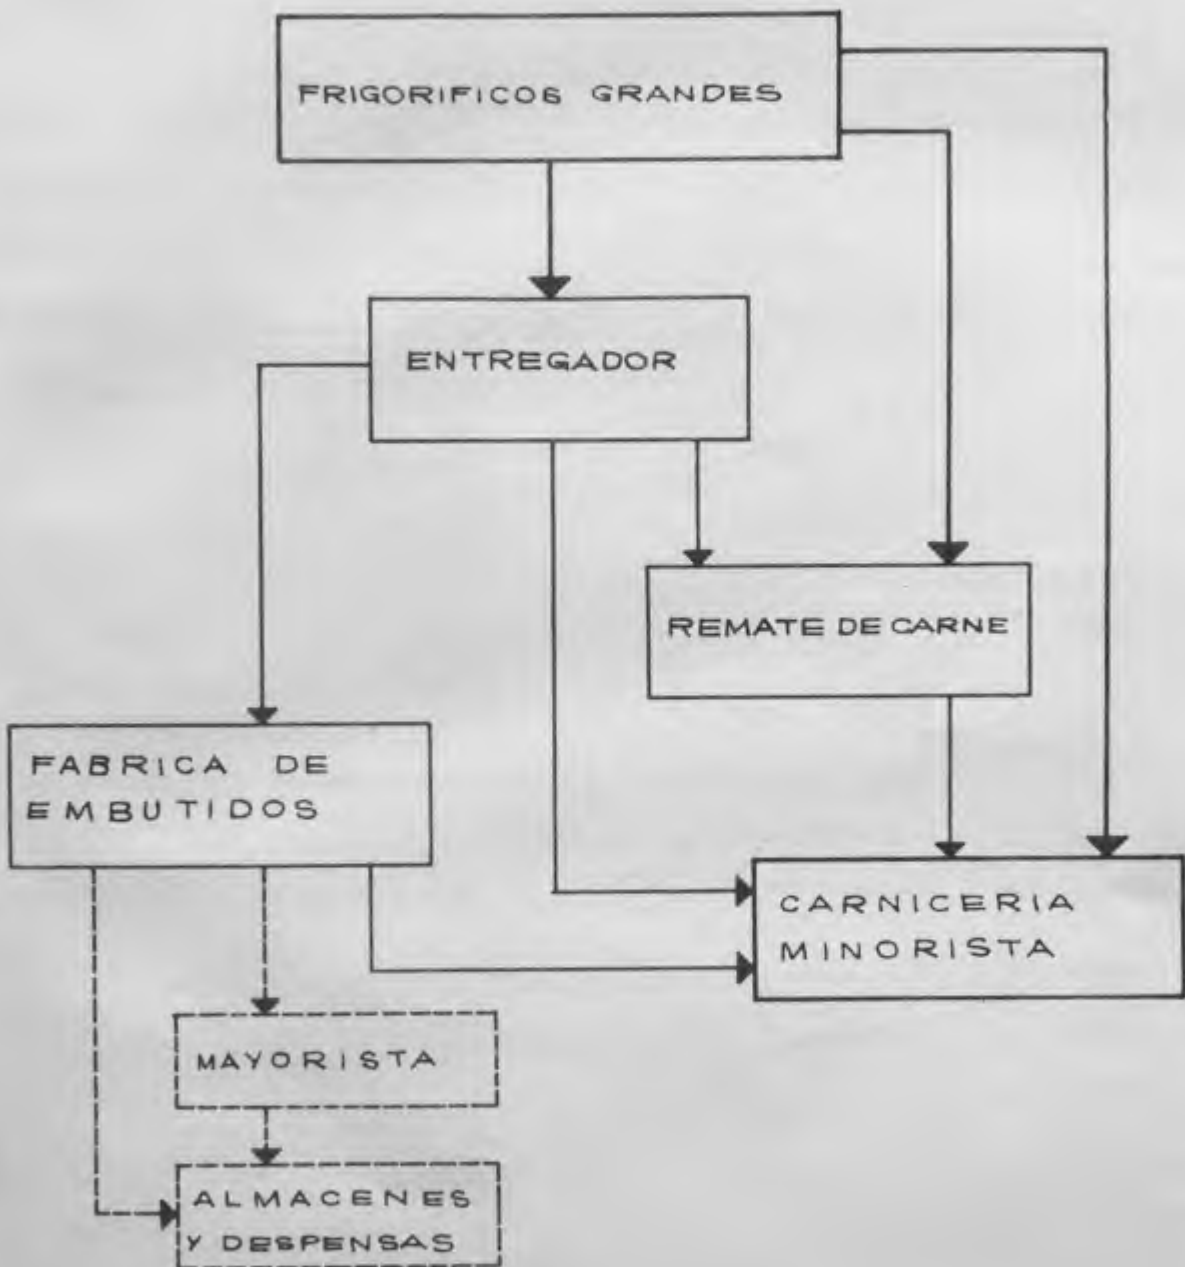 FRIGORIFICOS GRANDES
ENTREGADOR
REMATE DE CARNE
FABRICA DE
EMBUTIDOS
CARNICERIA
MINORISTA
MAYORISTA
ALMACENES
Y DESPENSAS